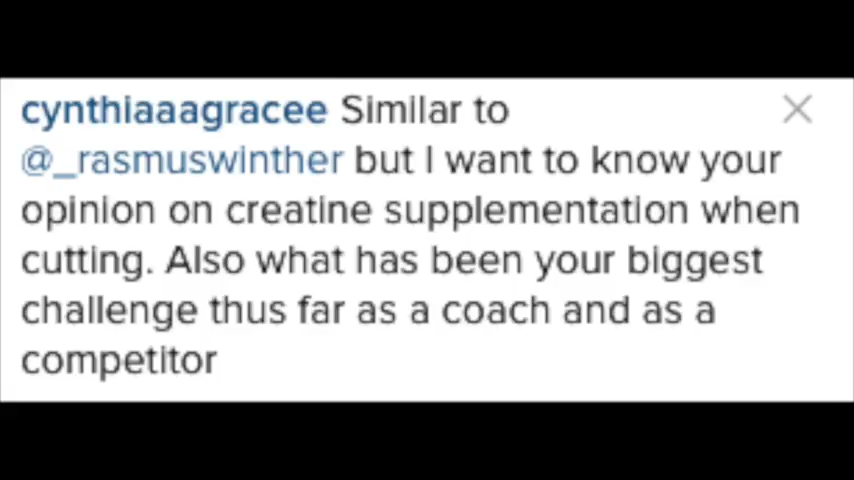 cynthiaaagracee Similar to
@_rasmuswinther but I want to know your
opinion on creatine supplementation when
cutting. Also what has been your biggest
challenge thus far as a coach and as a
competitor